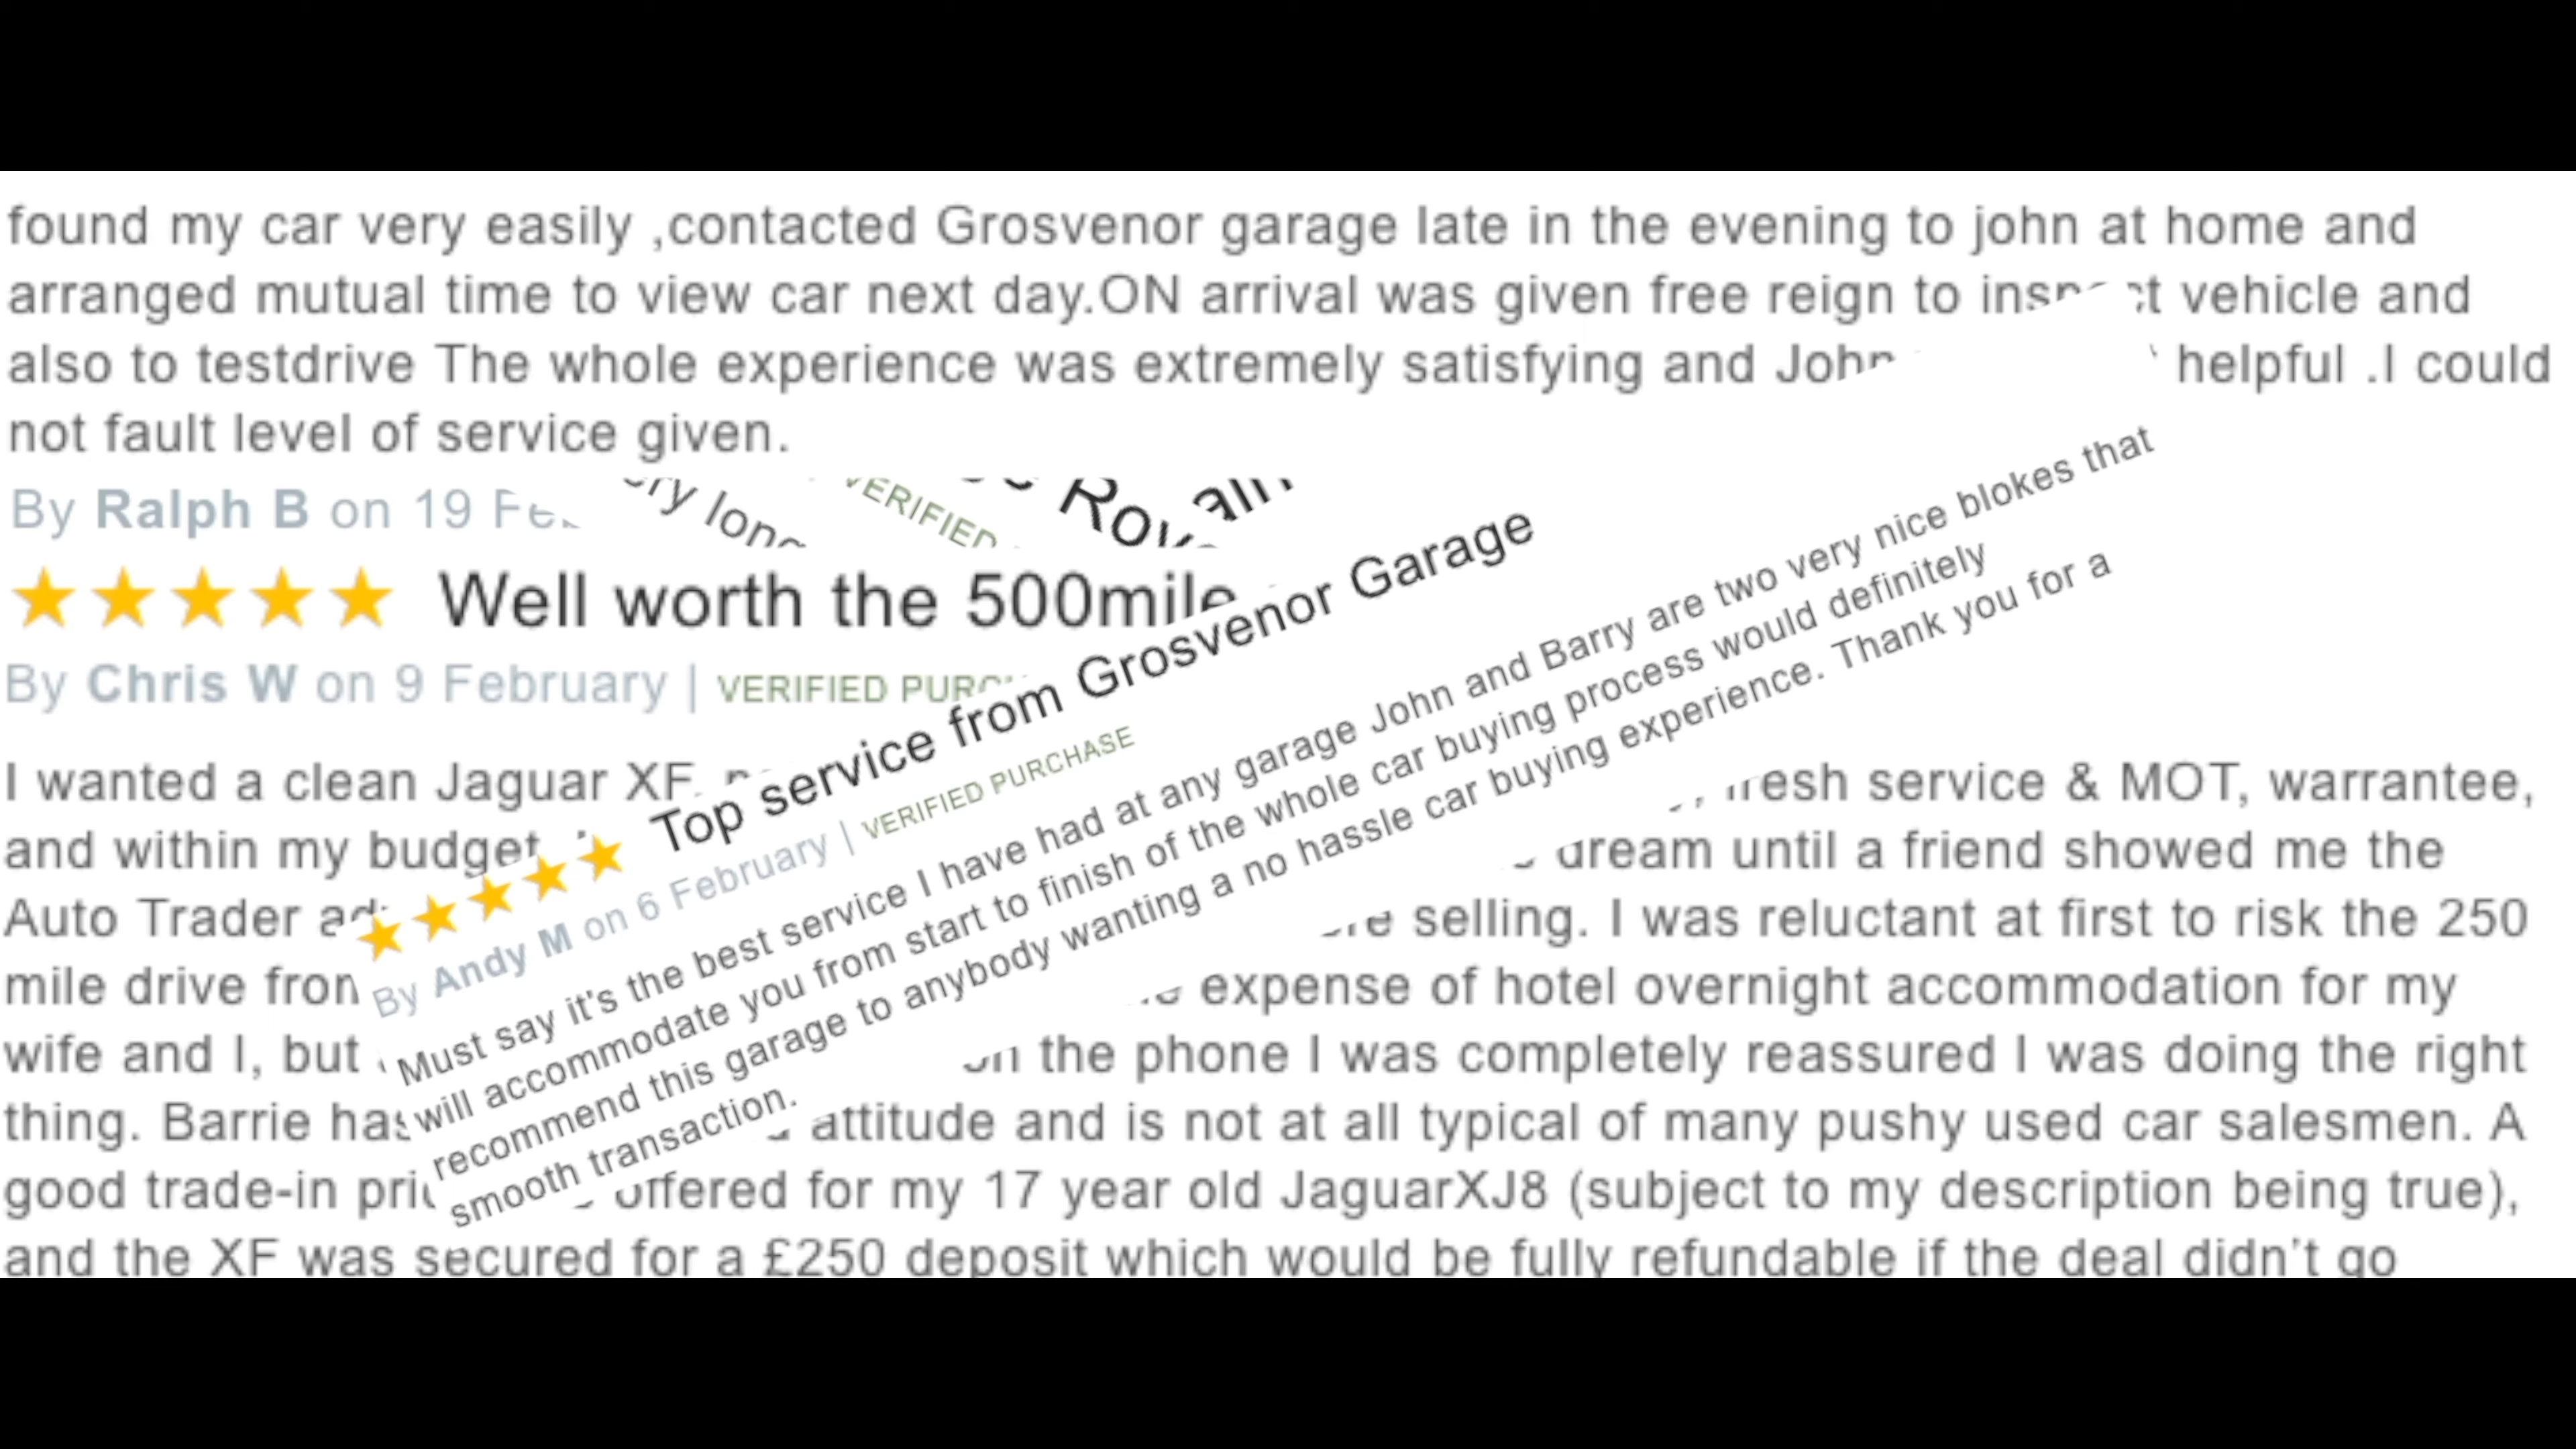 found my car very easily ,contacted Grosvenor garage late in the evening to john at home and
arranged mutual time to view car next day.ON arrival was given free reign to vehicle and
also to testdrive The whole experience was extremely satisfying and John helpful .I could
not fault level of service given.
By Ralph B on 19
VERIFIED
Well worth the 500mile
By Chris W on 9 February | VERIFIED
I wanted a clean Jaguar XF service & MOT, warrantee,
and within my budget dream until a friend showed me the
Auto Trader selling. I was reluctant at first to risk the 250
mile drive expense of hotel overnight accommodation for my
wife and I, but the phone I was completely reassured I was doing the right
thing. Barrie has attitude and is not at all typical of many pushy used car salesmen. A
good trade-in offered for my 17 year old JaguarXJ8 (subject to my description being true),
and the XF was secured for a £250 deposit which would be fully refundable if the deal didn't go
Top service from Grosvenor Garage
By Andy M on 6 February | VERIFIED PURCHASE
Must say it's the best service I have had at any garage John and Barry are two very nice blokes that
will accommodate you from start to finish of the whole car buying process would definitely
recommend this garage to anybody wanting a no hassle car buying experience. Thank you for a
smooth transaction.